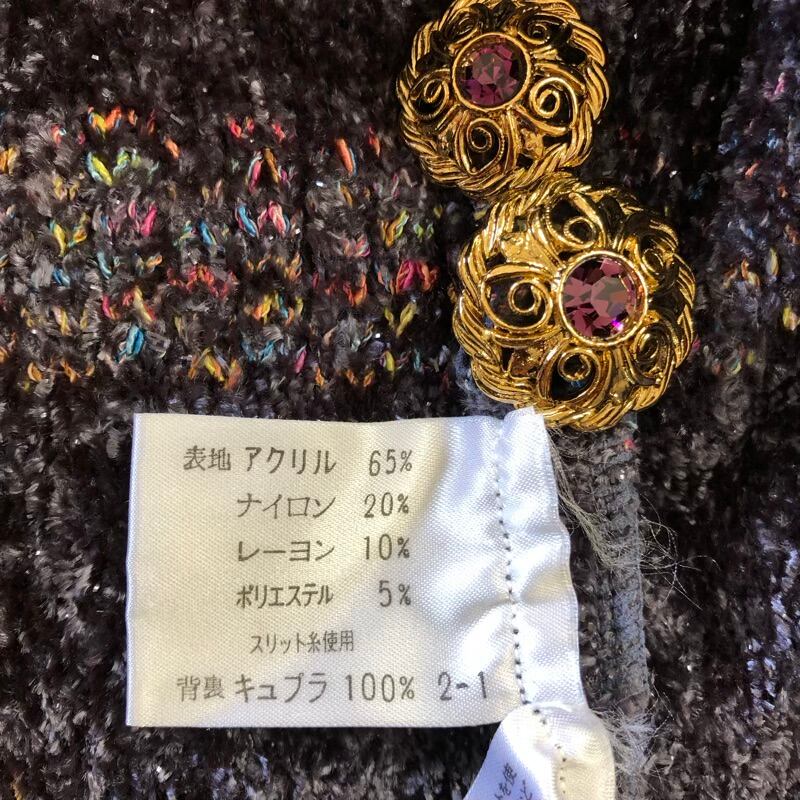 表地 アクリル 65%
ナイロン 20%
レーヨン 10%
ポリエステル 5%
スリット糸使用
背裏 キュプラ 100% 2-1
を使